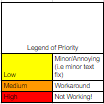 Legend of Priority
Minor/Annoying
(i.e minor text
Low fix)
Medium Workaround
High Not Working!